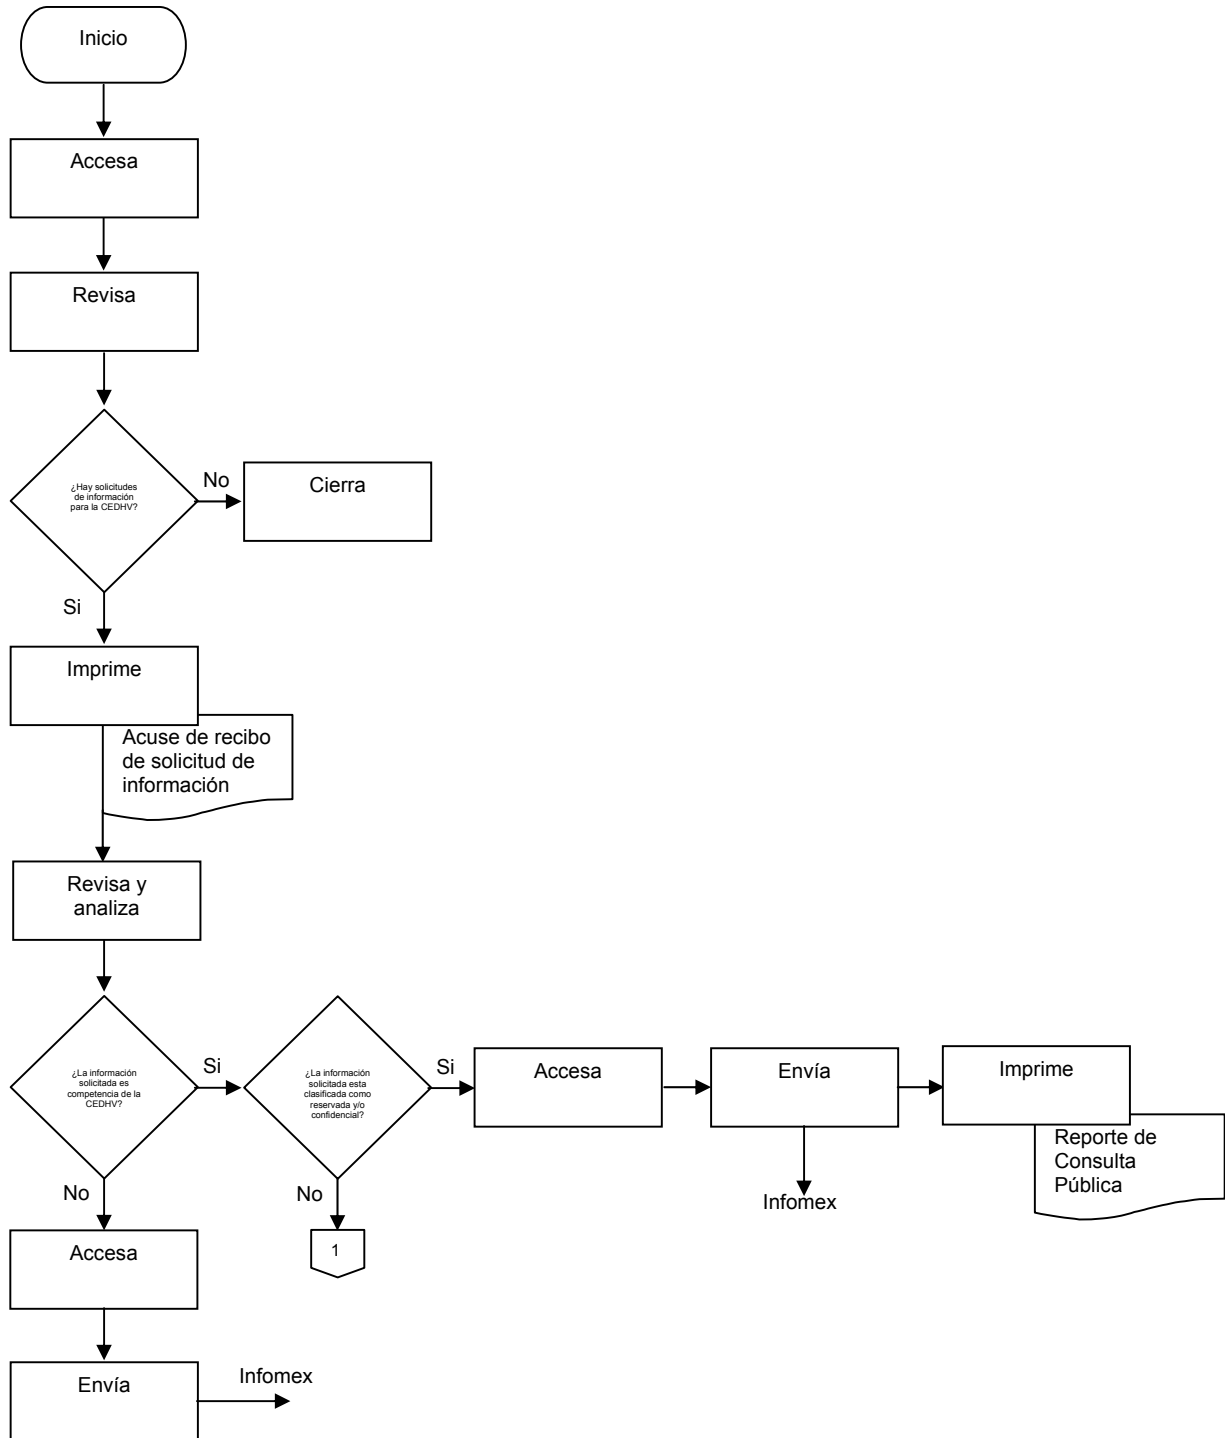 Inicio
Accesa
Revisa
¿Hay solicitudes
de información
para la CEDHV?
No
Cierra
Si
Imprime
Acuse de recibo
de solicitud de
información
Revisa y
analiza
¿La información
solicitada es
competencia de la
CEDHV?
Si
¿La información
solicitada esta
clasificada como
reservada y/o
confidencial?
Si
Accesa
Envía
Imprime
Reporte de
Consulta
Pública
Infomex
No
No
1
Accesa
Envía
Infomex